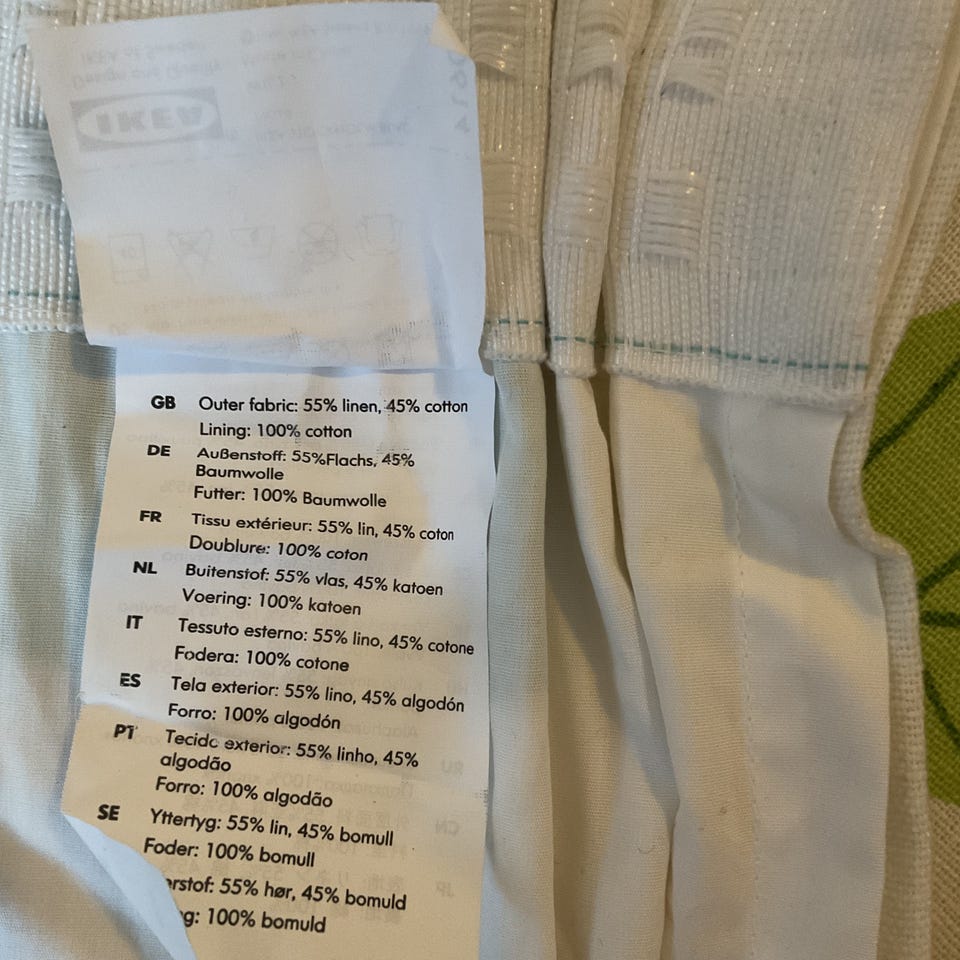 IKEA
GB Outer fabric: 55% linen, 45% cotton
Lining: 100% cotton
DE Außenstoff: 55%Flachs, 45%
Baumwolle
Futter: 100% Baumwolle
FR Tissu extérieur: 55% lin, 45% coton
Doublure: 100% coton
NL Buitenstof: 55% vlas, 45% katoen
Voering: 100% katoen
IT Tessuto esterno: 55% lino, 45% cotone
Fodera: 100% cotone
ES Tela exterior: 55% lino, 45% algodón
Forro: 100% algodón
PT Tecido exterior: 55% linho, 45%
algodão
Forro: 100% algodão
SE Yttertyg: 55% lin, 45% bomull
Foder: 100% bomull
erstof: 55% hør, 45% bomuld
g: 100% bomuld